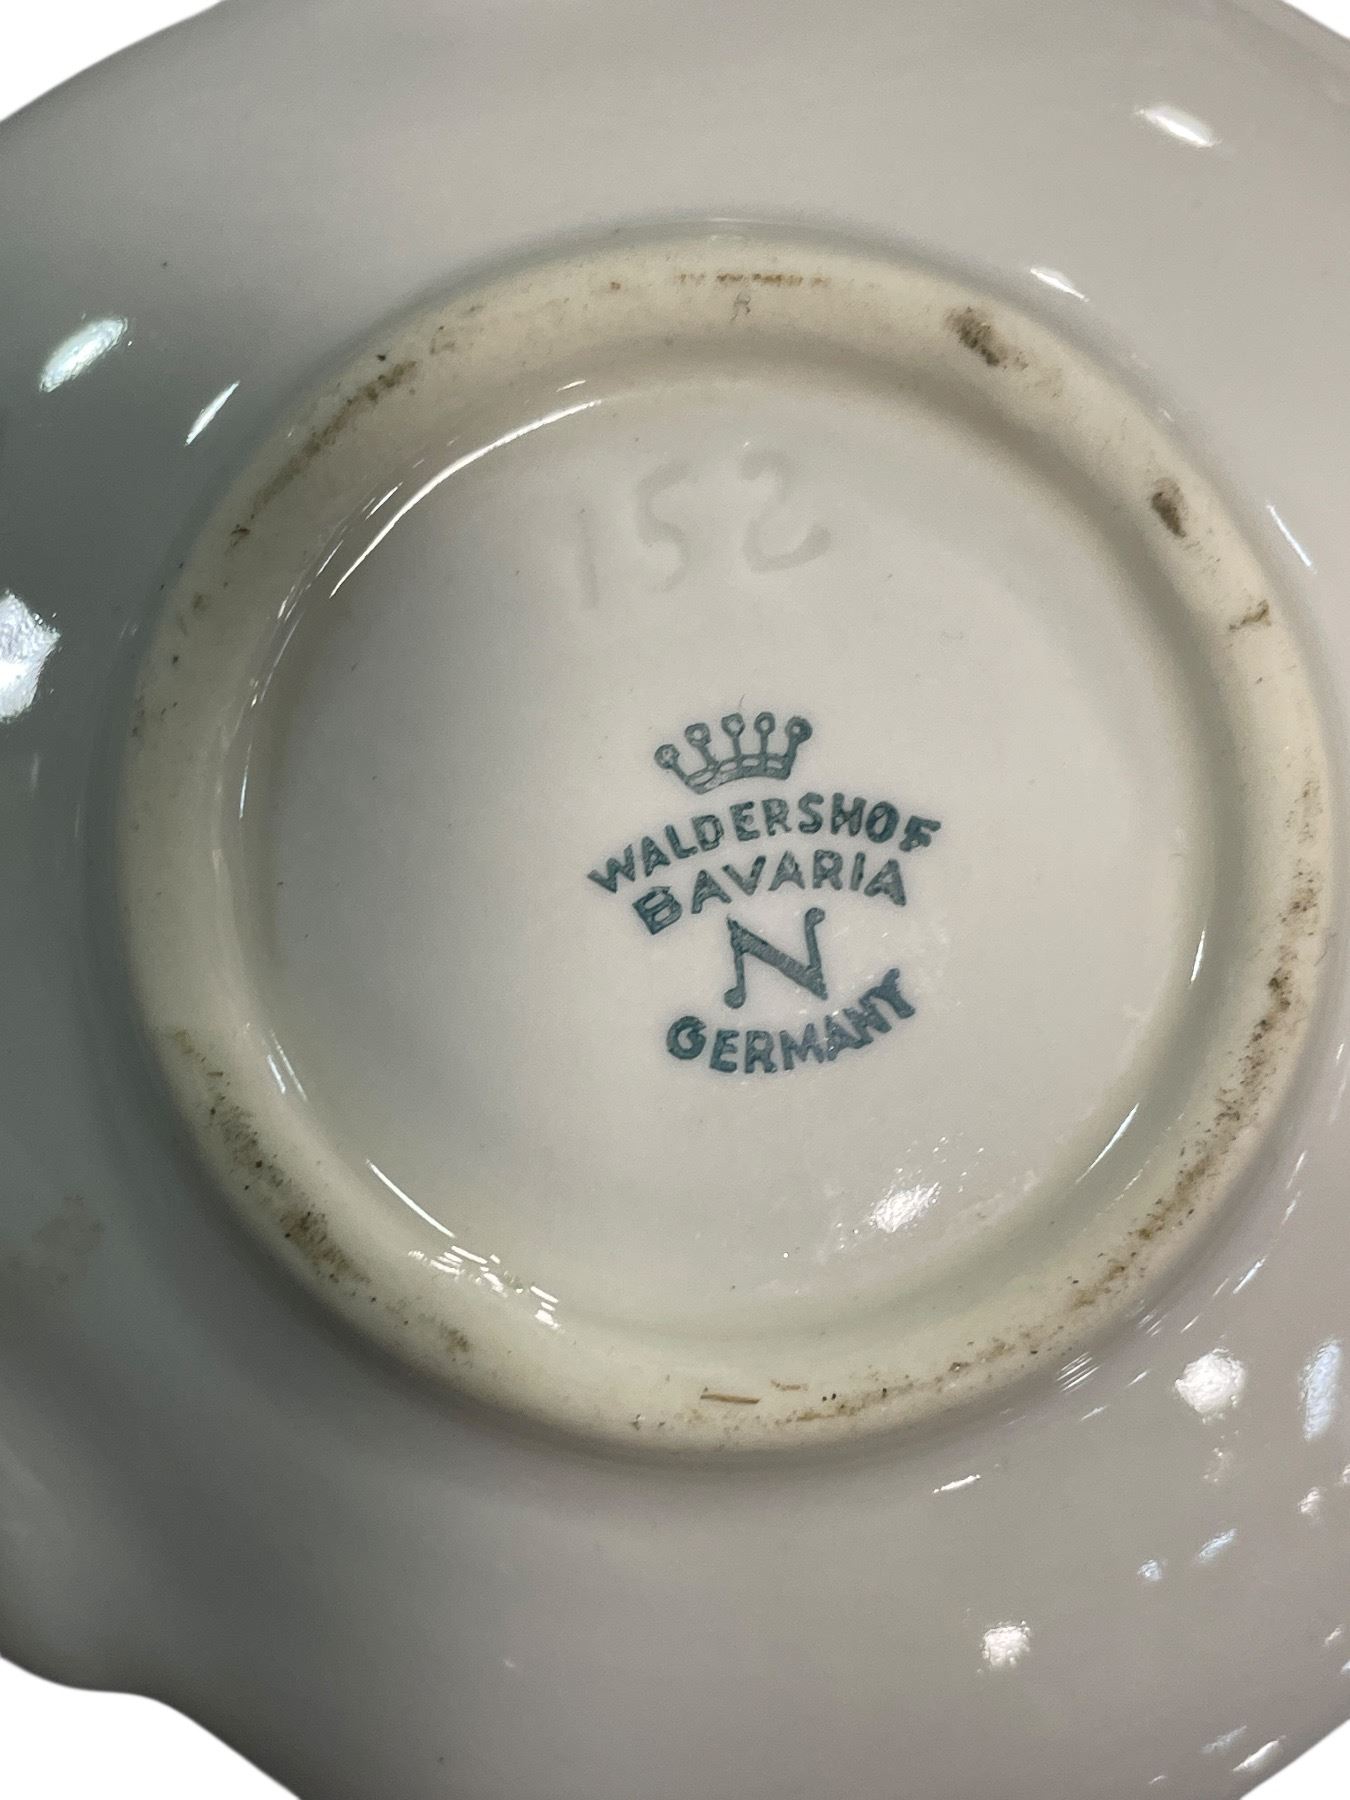 152
WALDERSHOF
BAVARIA
N
GERMANY